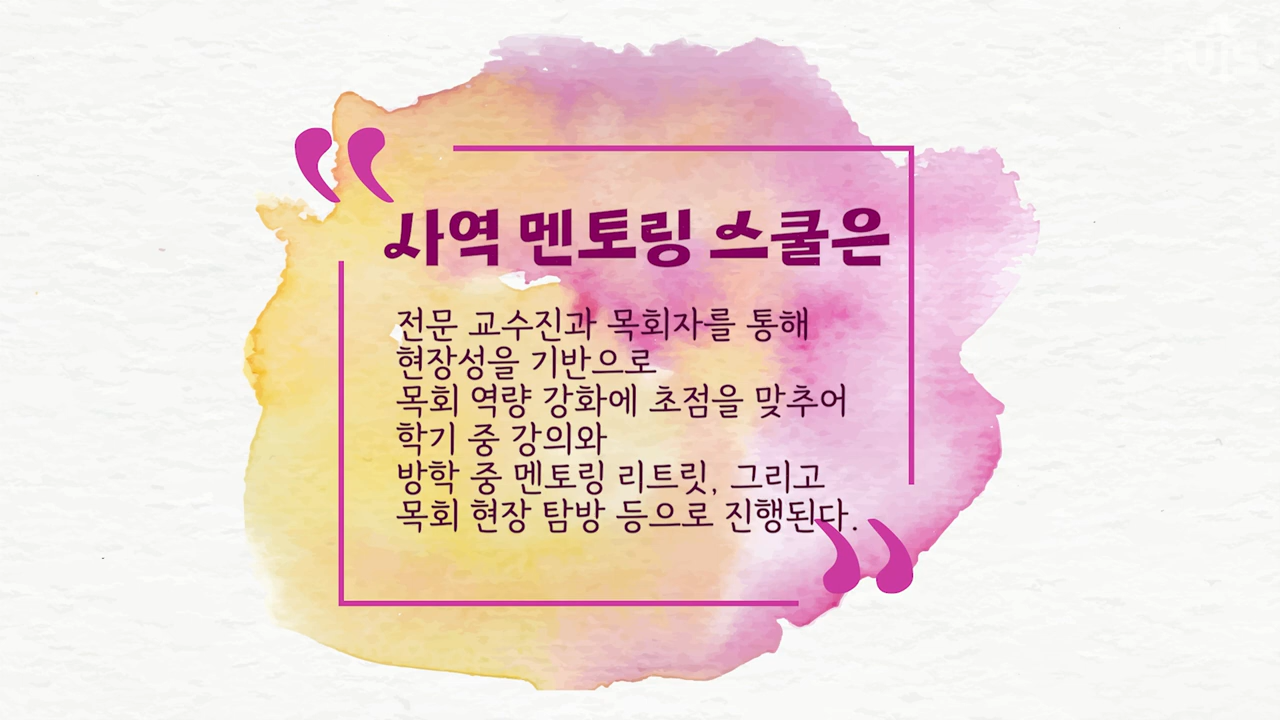 사역 멘토링 스쿨은
전문 교수진과 목회자를 통해
현장성을 기반으로
목회 역량 강화에 초점을 맞추어
학기 중 강의와
방학 중 멘토링 리트릿, 그리고
목회 현장 탐방 등으로 진행된다.